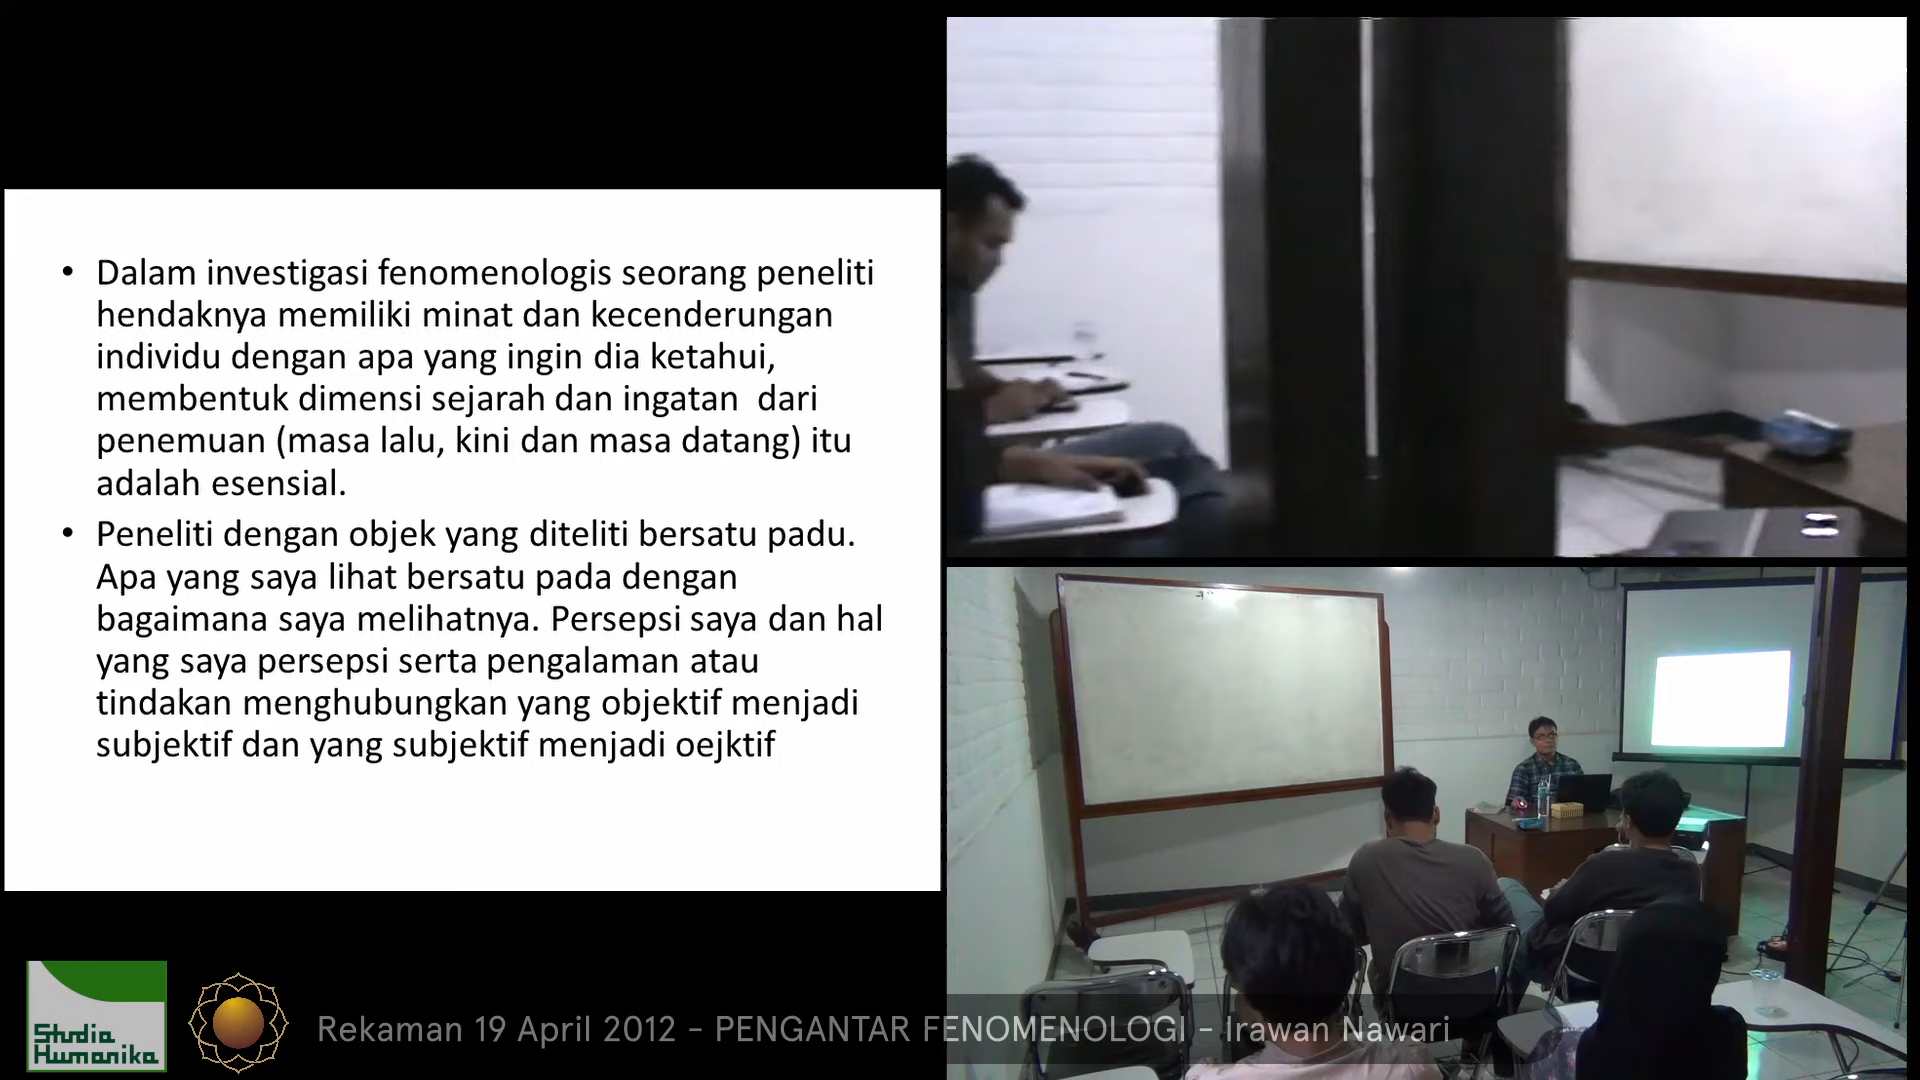 • Dalam investigasi fenomenologis seorang peneliti
hendaknya memiliki minat dan kecenderungan
individu dengan apa yang ingin dia ketahui,
membentuk dimensi sejarah dan ingatan  dari
penemuan (masa lalu, kini dan masa datang) itu
adalah esensial.
• Peneliti dengan objek yang diteliti bersatu padu.
Apa yang saya lihat bersatu pada dengan
bagaimana saya melihatnya. Persepsi saya dan hal
yang saya persepsi serta pengalaman atau
tindakan menghubungkan yang objektif menjadi
subjektif dan yang subjektif menjadi oejktif
Studia
Humanika
Rekaman 19 April 2012 - PENGANTAR FENOMENOLOGI - Irawan Nawari